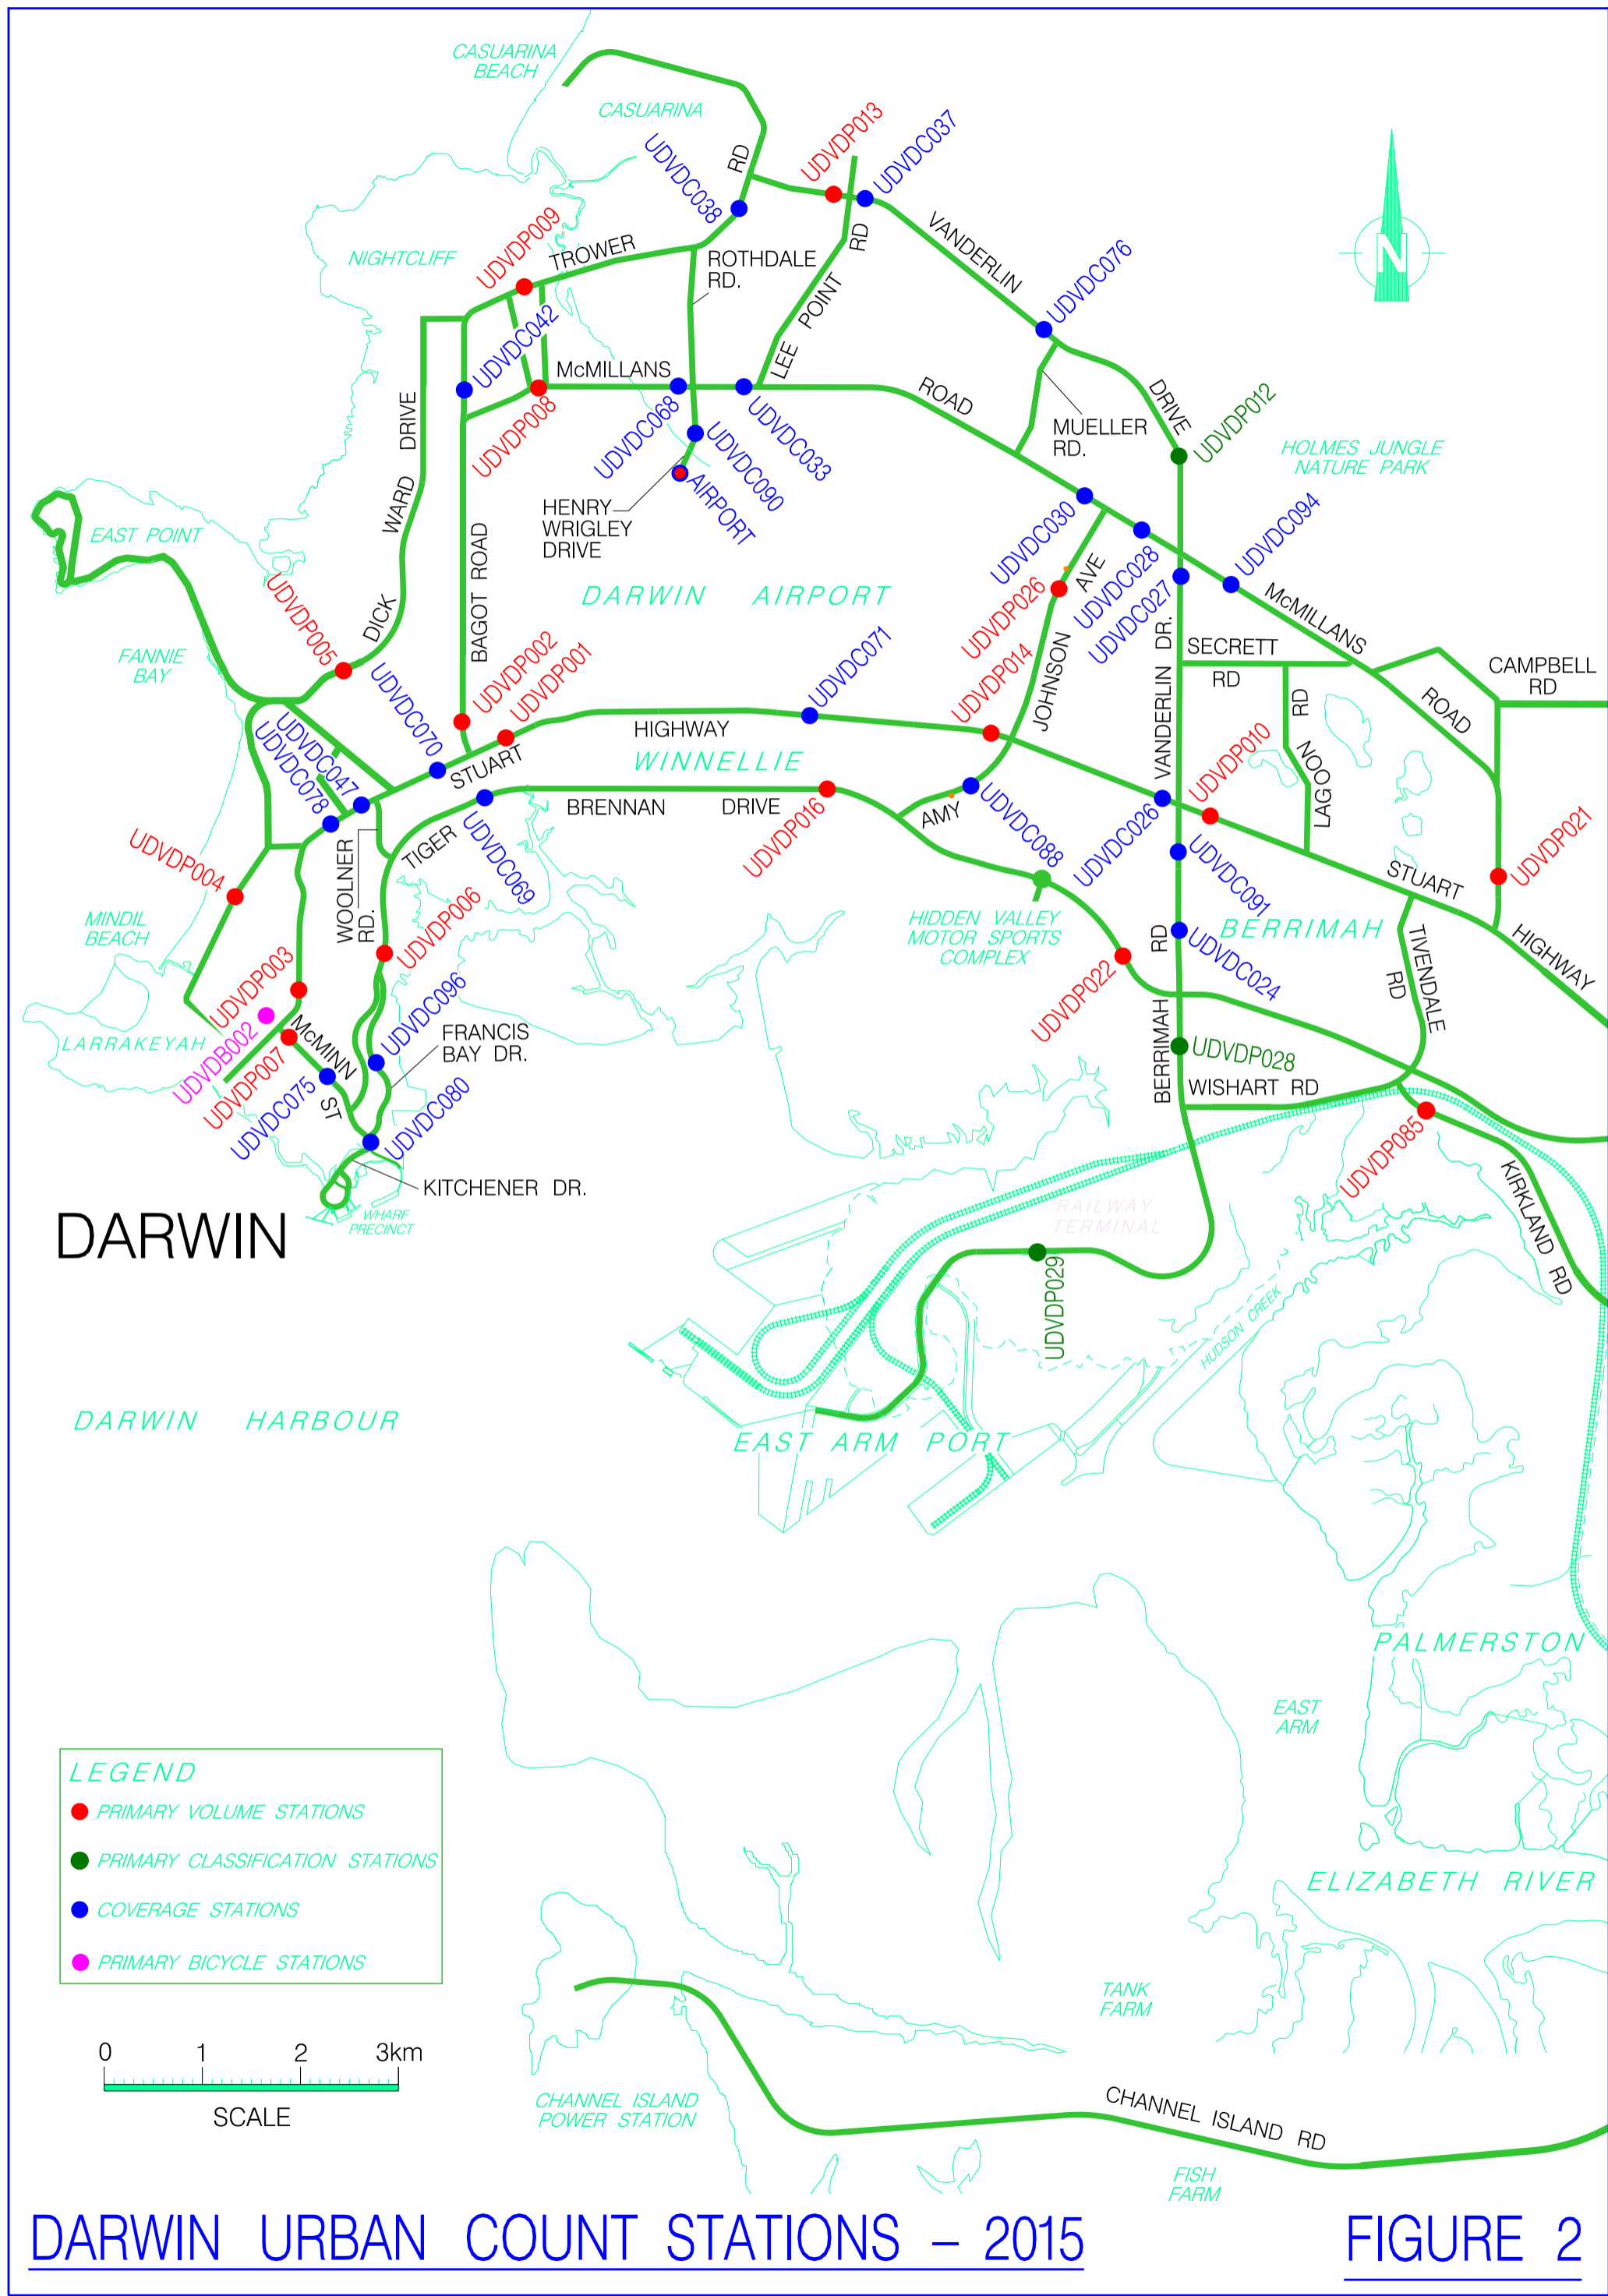 CASUARINA
BEACH
CASUARINA
UDVDP013
UDVDC037
RD
UDVDC038
UDVDP009
NIGHTCLIFF
TROWER
ROTHDALE
RD.
RD
VANDERLIN
UDVDC076
N
LEE POINT
UDVDC042
McMILLANS
ROAD
DRIVE
UDVDP012
UDVDP008
UDVDC068
UDVDC033
UDVDC090
MUELLER
RD.
HOLMES JUNGLE
NATURE PARK
WARD DRIVE
AIRPORT
HENRY
WRIGLEY
DRIVE
EAST POINT
UDVDC030
UDVDC028
UDVDC094
UDVDP005
DICK
BAGOT ROAD
DARWIN AIRPORT
UDVDP026
AVE
UDVDC027
McMILLANS
FANNIE
BAY
UDVDP002
UDVDP001
UDVDC071
UDVDP014
JOHNSON
VANDERLIN DR.
SECRETT
RD
CAMPBELL
RD
ROAD
RD
LAGOON
UDVDC070
UDVDC047
UDVDC078
STUART
HIGHWAY
WINNELLIE
UDVDP010
BRENNAN DRIVE
AMY
UDVDC088
UDVDC026
UDVDP016
TIGER
UDVDC069
WOOLNER
RD.
UDVDP004
UDVDC091
STUART
UDVDP021
MINDIL
BEACH
UDVDP006
HIDDEN VALLEY
MOTOR SPORTS
COMPLEX
BERRIMAH
RD
UDVDC024
TIVENDALE
RD
HIGHWAY
UDVDP003
UDVDC096
UDVDP022
LARRAKEYAH
UDVDB002
UDVDP007
McMINN
ST
FRANCIS
BAY DR.
UDVDC075
UDVDC080
BERRIMAH
UDVDP028
WISHART RD
UDVDP085
KIRKLAND RD
KITCHENER DR.
WHARF
PRECINCT
DARWIN
RAILWAY
TERMINAL
UDVDP029
HUDSON CREEK
DARWIN HARBOUR
EAST ARM PORT
PALMERSTON
EAST
ARM
LEGEND
PRIMARY VOLUME STATIONS
PRIMARY CLASSIFICATION STATIONS
COVERAGE STATIONS
PRIMARY BICYCLE STATIONS
ELIZABETH RIVER
TANK
FARM
0 1 2 3km
SCALE
CHANNEL ISLAND
POWER STATION
CHANNEL ISLAND RD
FISH
FARM
DARWIN URBAN COUNT STATIONS – 2015
FIGURE 2